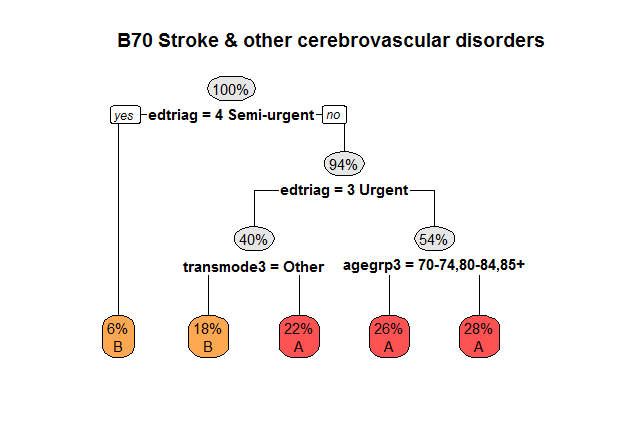 B70 Stroke & other cerebrovascular disorders
100%
yes edtriag = 4 Semi-urgent no
94%
edtriag = 3 Urgent
40% 54%
transmode3 = Other agegrp3 = 70-74,80-84,85+
6% 18% 22% 26% 28%
B B A A A